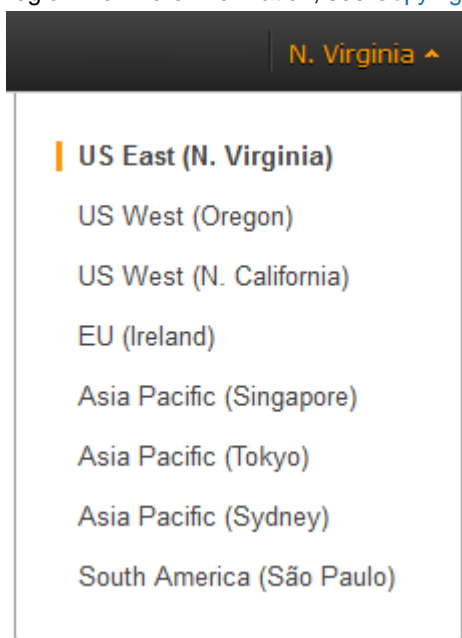 N. Virginia
US East (N. Virginia)
US West (Oregon)
US West (N. California)
EU (Ireland)
Asia Pacific (Singapore)
Asia Pacific (Tokyo)
Asia Pacific (Sydney)
South America (São Paulo)